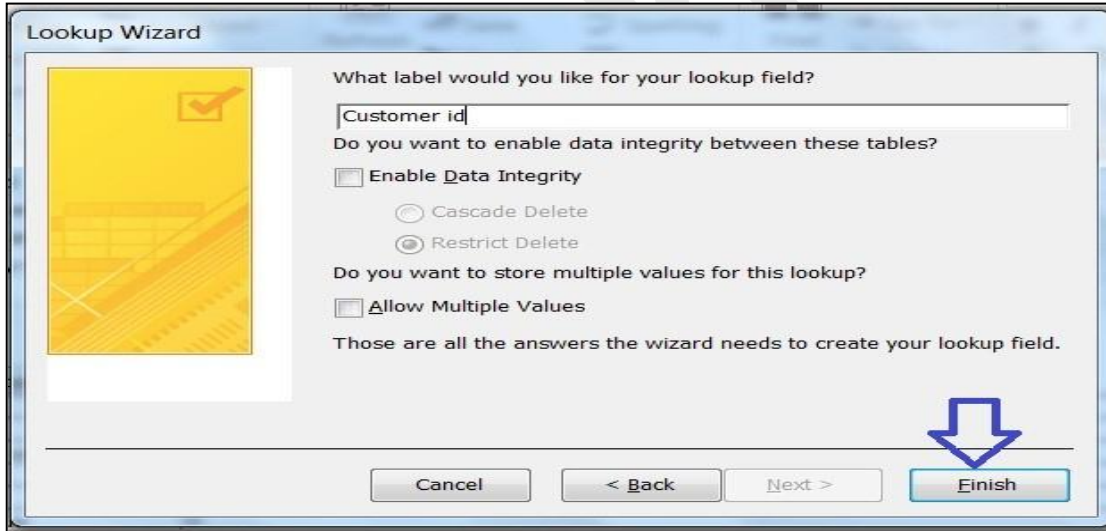 Lookup Wizard
What label would you like for your lookup field?
Customer id
Do you want to enable data integrity between these tables?
Enable Data Integrity
Cascade Delete
Restrict Delete
Do you want to store multiple values for this lookup?
Allow Multiple Values
Those are all the answers the wizard needs to create your lookup field.
Cancel < Back Next > Finish